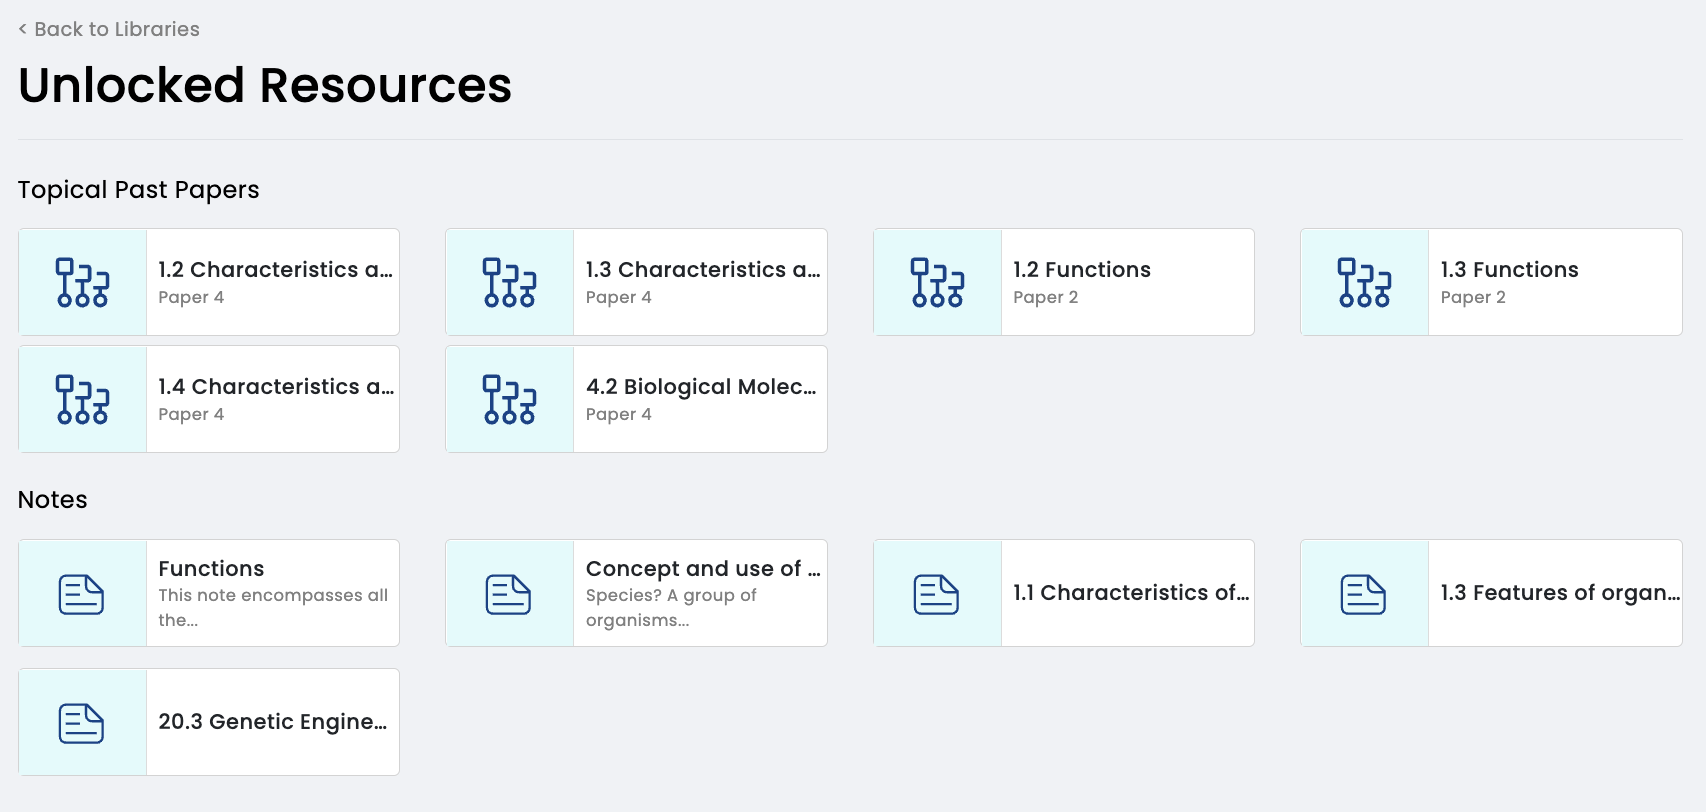 < Back to Libraries
Unlocked Resources
Topical Past Papers
1.2 Characteristics a...
Paper 4
1.3 Characteristics a...
Paper 4
1.2 Functions
Paper 2
1.3 Functions
Paper 2
1.4 Characteristics a...
Paper 4
4.2 Biological Molec...
Paper 4
Notes
Functions
This note encompasses all
the...
Concept and use of ...
Species? A group of
organisms...
1.1 Characteristics of...
1.3 Features of organ...
20.3 Genetic Engine...